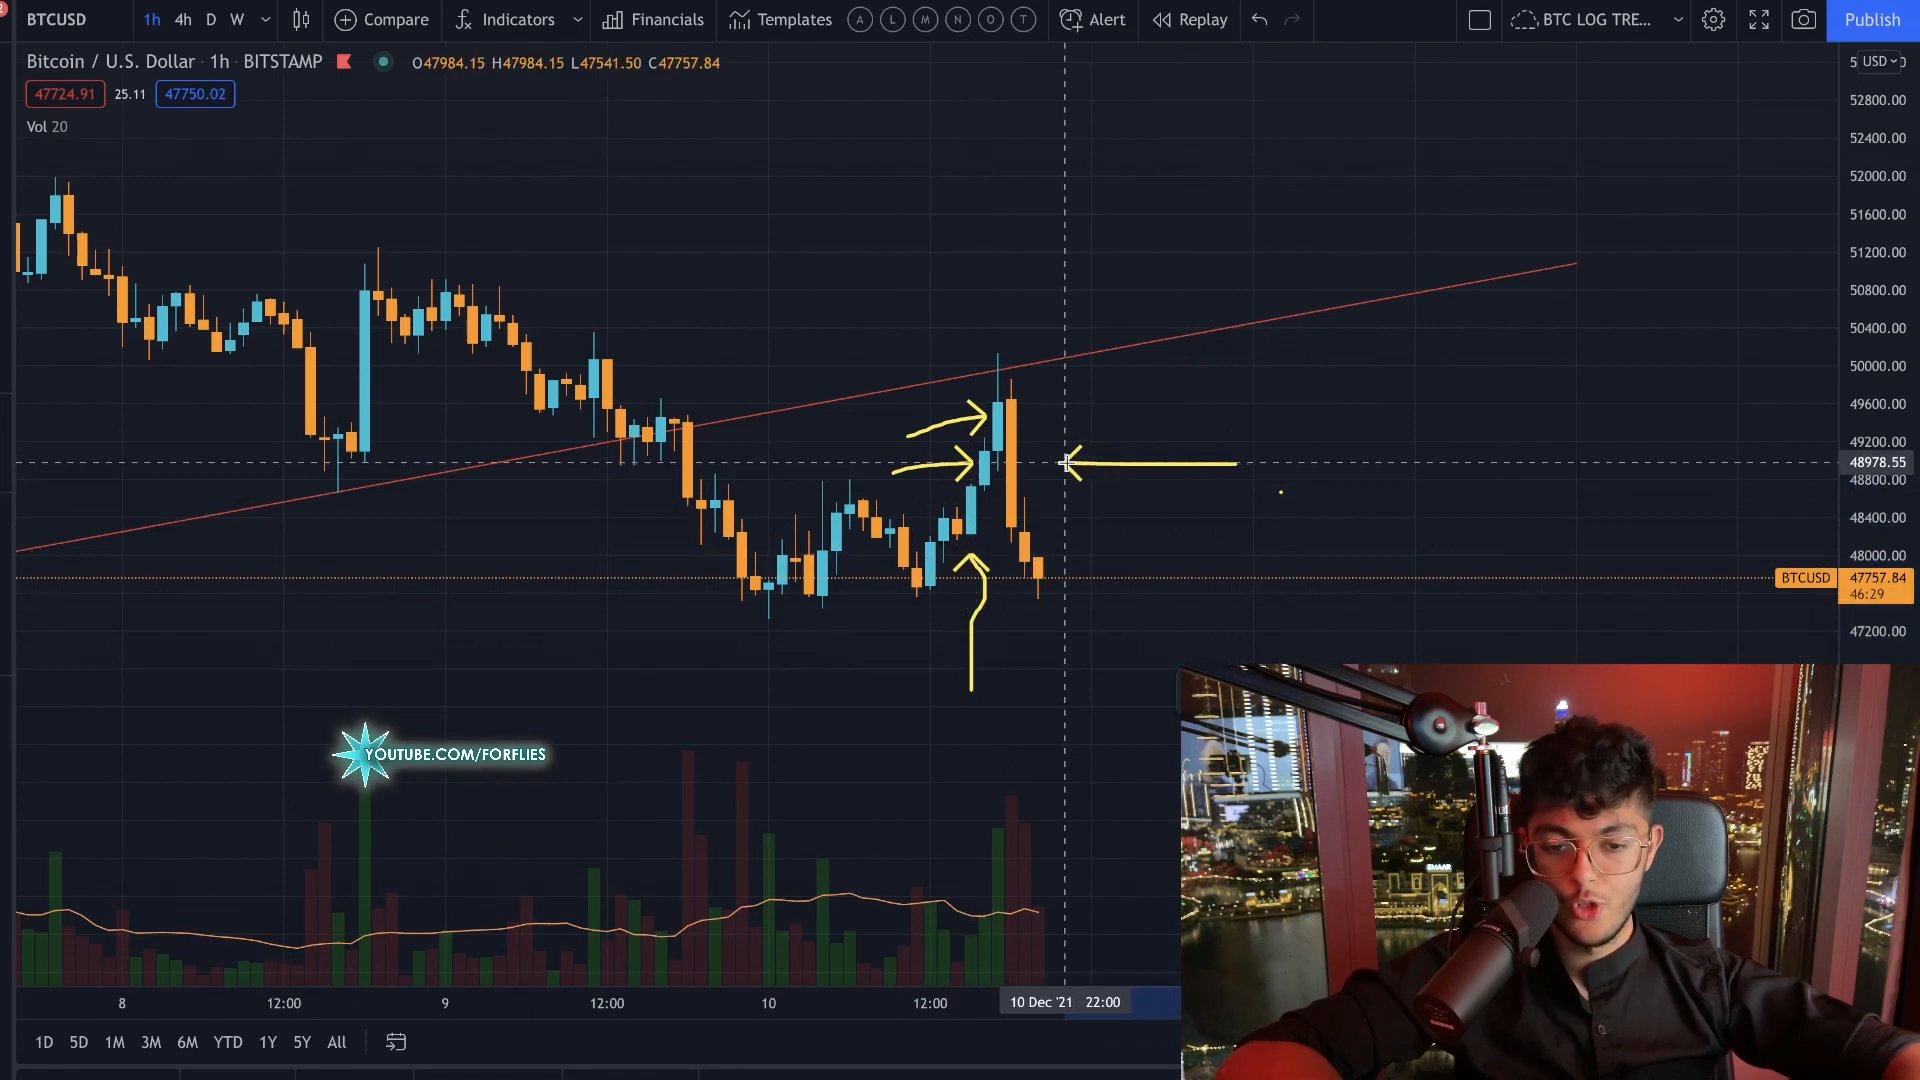 BTCUSD 1h 4h D W Compare Indicators Financials Templates A L M N O T Alert Replay BTC LOG TRE... Publish
Bitcoin / U.S. Dollar · 1h · BITSTAMP O47984.15 H47984.15 L47541.50 C47757.84
USD
47724.91 25.11 47750.02
Vol 20
52800.00
52400.00
52000.00
51600.00
51200.00
50800.00
50400.00
50000.00
49600.00
49200.00
48978.55
48800.00
48400.00
48000.00
BTCUSD 47757.84
46:29
47200.00
YOUTUBE.COM/FORFLIES
EMAAR
8 12:00 9 12:00 10 12:00 10 Dec '21 22:00
1D 5D 1M 3M 6M YTD 1Y 5Y All